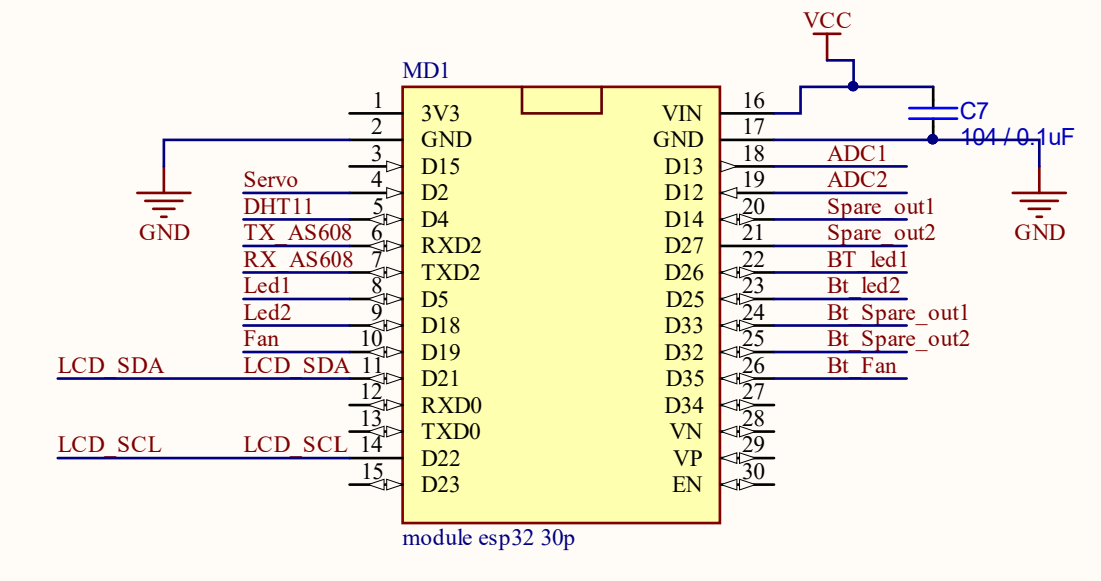 VCC
MD1
1 3V3 VIN 16
C7
2 GND GND 17
104 / 0.1uF
3 D15 D13 18 ADC1
Servo 4 D2 D12 19 ADC2
DHT11 5 D4 D14 20 Spare_out1
GND TX_AS608 6 RXD2 D27 21 Spare_out2 GND
RX_AS608 7 TXD2 D26 22 BT_led1
Led1 8 D5 D25 23 Bt_led2
Led2 9 D18 D33 24 Bt_Spare_out1
Fan 10 D19 D32 25 Bt_Spare_out2
LCD_SDA LCD_SDA 11 D21 D35 26 Bt_Fan
12 RXD0 D34 27
13 TXD0 VN 28
LCD_SCL LCD_SCL 14 D22 VP 29
15 D23 EN 30
module esp32 30p